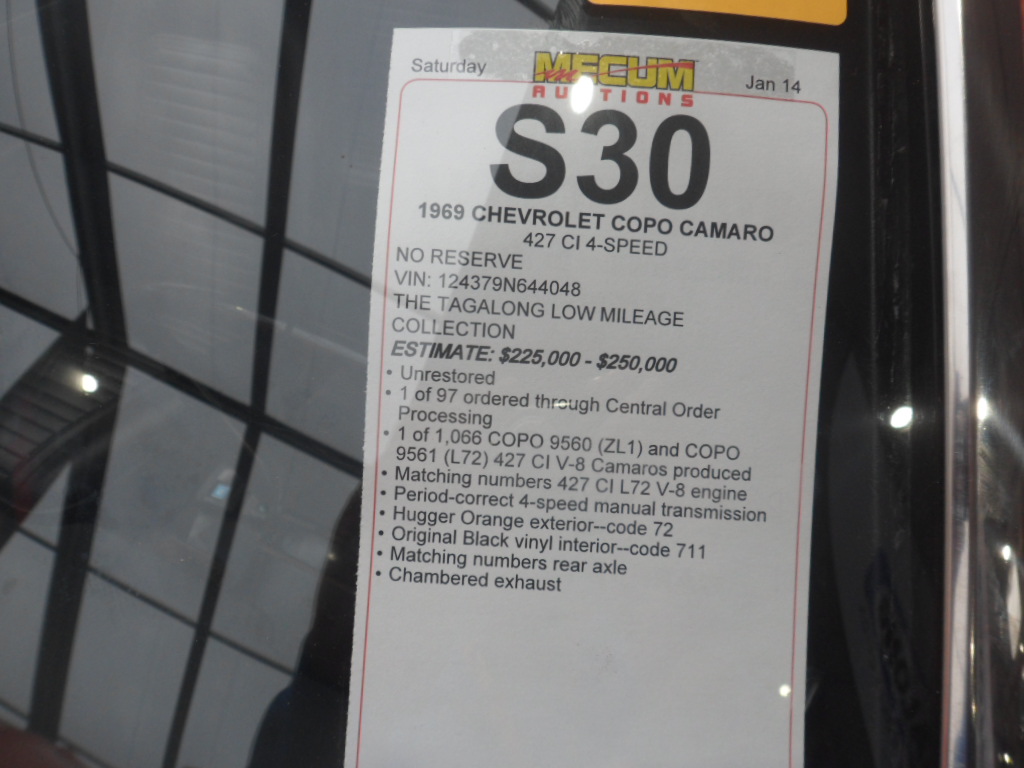 Saturday
MECUM
AUCTIONS
Jan 14
S30
1969 CHEVROLET COPO CAMARO
427 CI 4-SPEED
NO RESERVE
VIN: 124379N644048
THE TAGALONG LOW MILEAGE
COLLECTION
ESTIMATE: $225,000 - $250,000
• Unrestored
• 1 of 97 ordered through Central Order
Processing
• 1 of 1,066 COPO 9560 (ZL1) and COPO
9561 (L72) 427 CI V-8 Camaros produced
• Matching numbers 427 CI L72 V-8 engine
• Period-correct 4-speed manual transmission
• Hugger Orange exterior--code 72
• Original Black vinyl interior--code 711
• Matching numbers rear axle
• Chambered exhaust